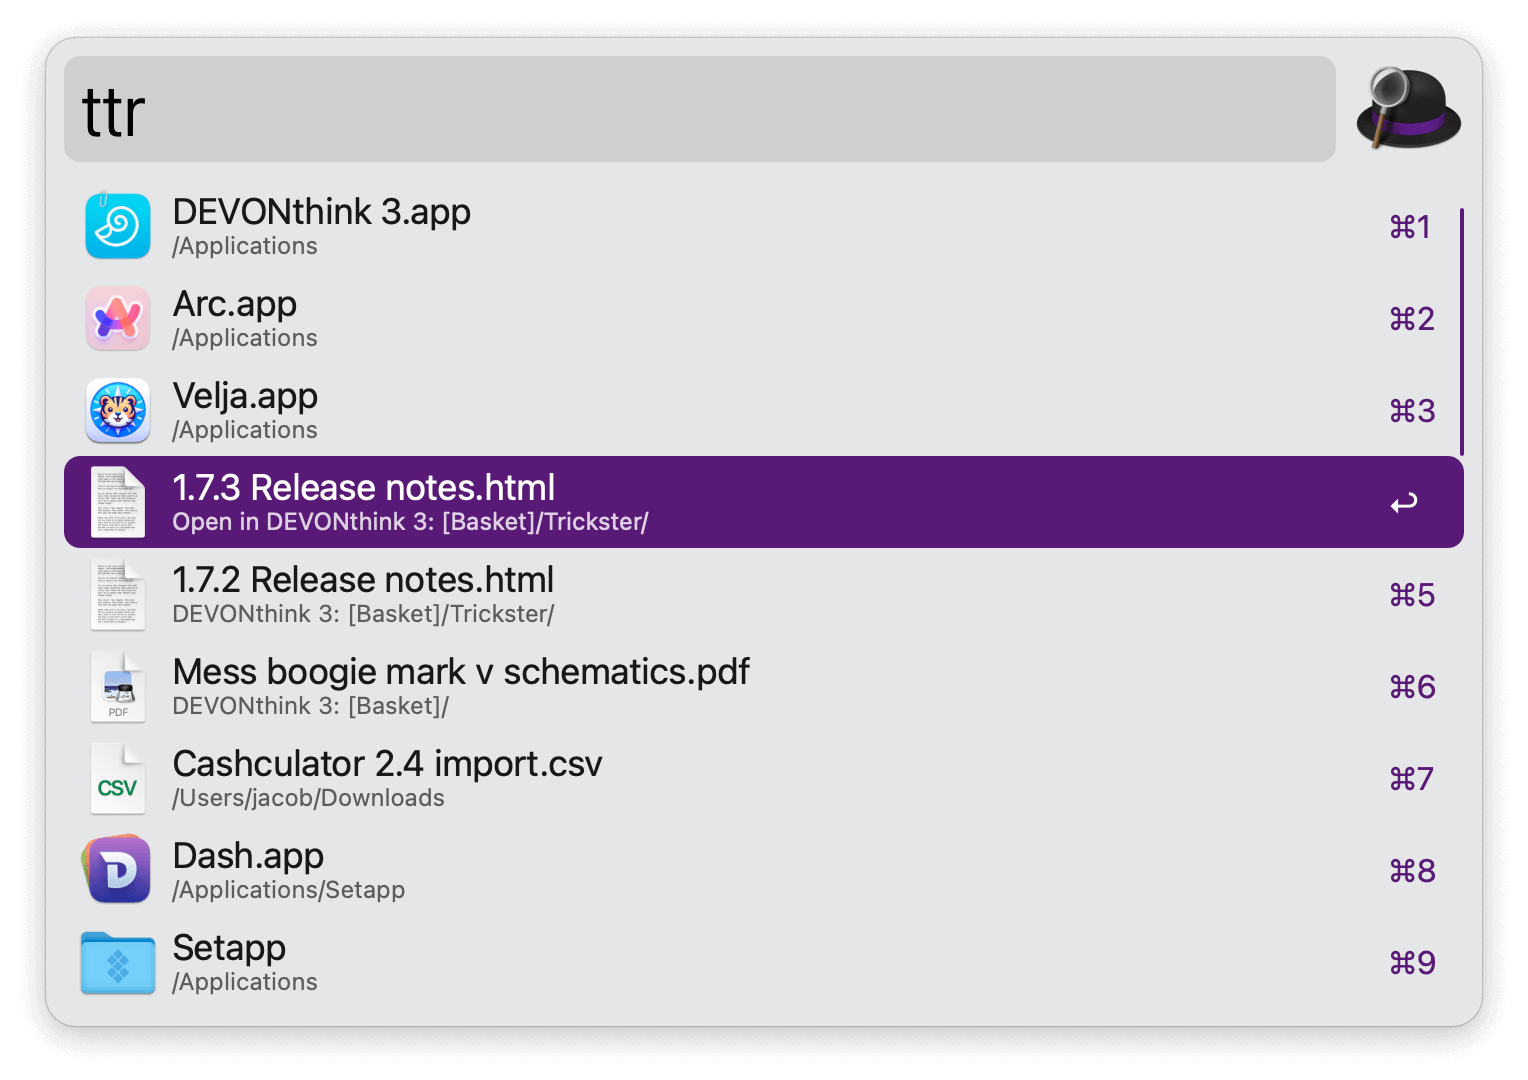 ttr
DEVONthink 3.app
/Applications
⌘1
Arc.app
/Applications
⌘2
Velja.app
/Applications
⌘3
1.7.3 Release notes.html
Open in DEVONthink 3: [Basket]/Trickster/
1.7.2 Release notes.html
DEVONthink 3: [Basket]/Trickster/
⌘5
PDF
Mess boogie mark v schematics.pdf
DEVONthink 3: [Basket]/
⌘6
CSV
Cashculator 2.4 import.csv
/Users/jacob/Downloads
⌘7
D
Dash.app
/Applications/Setapp
⌘8
Setapp
/Applications
⌘9